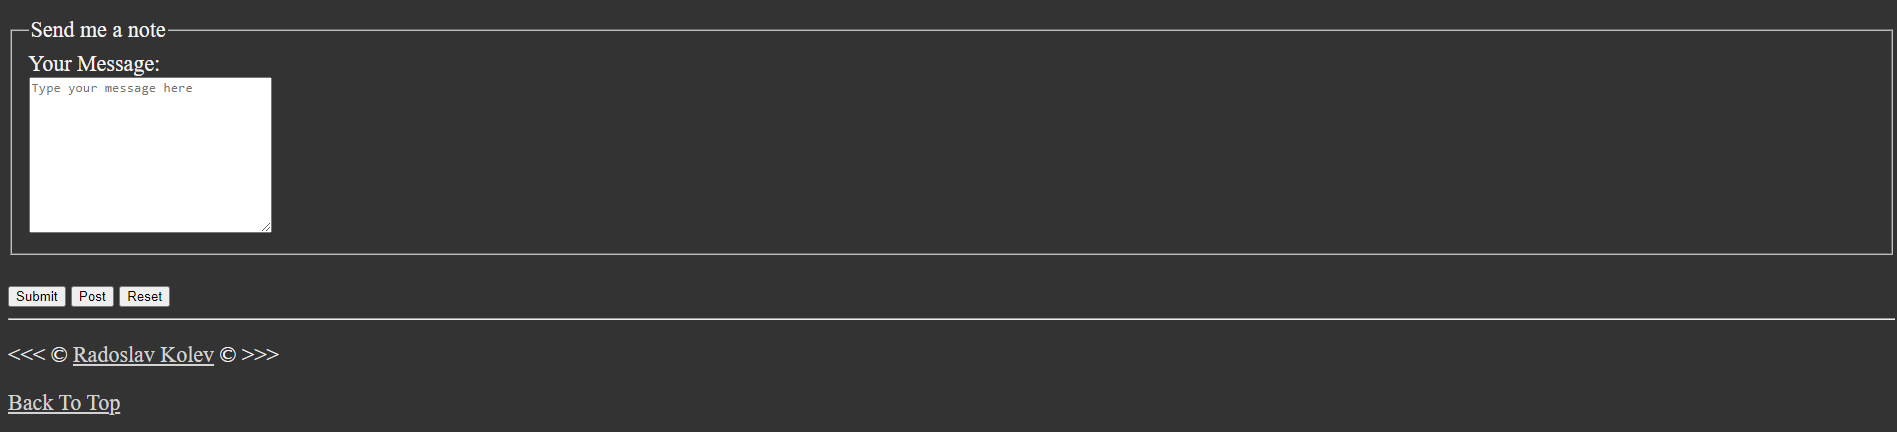 Send me a note
Your Message:
Type your message here
Submit Post Reset
<<< © Radoslav Kolev © >>>
Back To Top